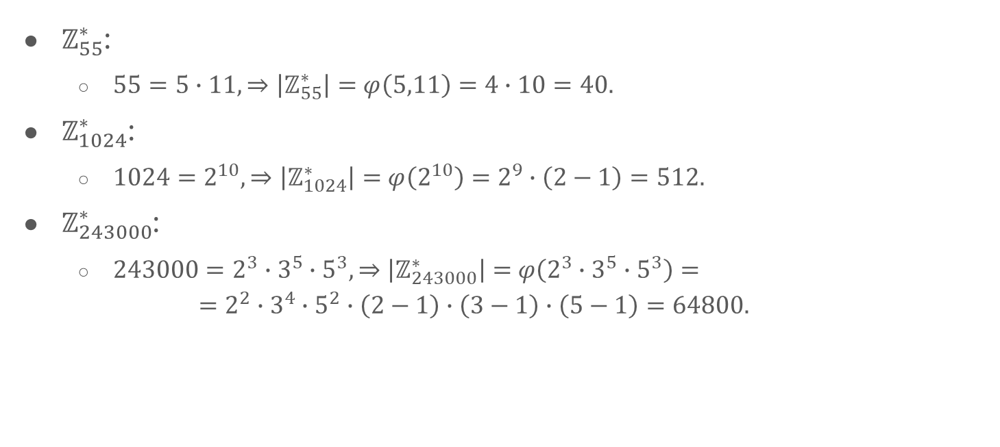 ● ℤ*₅₅:
○ 55 = 5 · 11, ⇒ |ℤ*₅₅| = φ(5,11) = 4 · 10 = 40.
● ℤ*₁₀₂₄:
○ 1024 = 2¹⁰, ⇒ |ℤ*₁₀₂₄| = φ(2¹⁰) = 2⁹ · (2 − 1) = 512.
● ℤ*₂₄₃₀₀₀:
○ 243000 = 2³ · 3⁵ · 5³, ⇒ |ℤ*₂₄₃₀₀₀| = φ(2³ · 3⁵ · 5³) =
= 2² · 3⁴ · 5² · (2 − 1) · (3 − 1) · (5 − 1) = 64800.